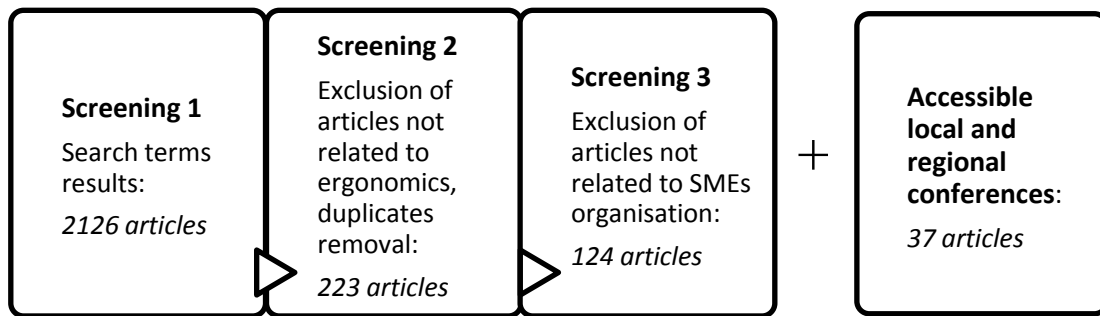 Screening 1
Search terms
results:
2126 articles
Screening 2
Exclusion of
articles not
related to
ergonomics,
duplicates
removal:
223 articles
Screening 3
Exclusion of
articles not
related to SMEs
organisation:
124 articles
+
Accessible
local and
regional
conferences:
37 articles